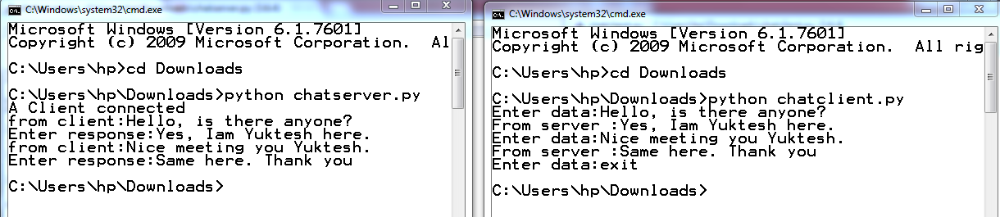 C:\Windows\system32\cmd.exe
Microsoft Windows [Version 6.1.7601]
Copyright (c) 2009 Microsoft Corporation.  Al
C:\Users\hp>cd Downloads
C:\Users\hp\Downloads>python chatserver.py
A Client connected
from client:Hello, is there anyone?
Enter response:Yes, Iam Yuktesh here.
from client:Nice meeting you Yuktesh.
Enter response:Same here. Thank you
C:\Users\hp\Downloads>
C:\Windows\system32\cmd.exe
Microsoft Windows [Version 6.1.7601]
Copyright (c) 2009 Microsoft Corporation.  All rig
C:\Users\hp>cd Downloads
C:\Users\hp\Downloads>python chatclient.py
Enter data:Hello, is there anyone?
From server :Yes, Iam Yuktesh here.
Enter data:Nice meeting you Yuktesh.
From server :Same here. Thank you
Enter data:exit
C:\Users\hp\Downloads>